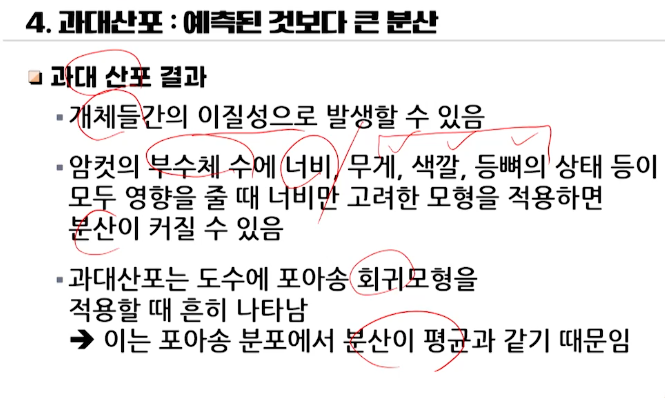 4. 과대산포 : 예측된 것보다 큰 분산
과대 산포 결과
개체들간의 이질성으로 발생할 수 있음
암컷의 부수체 수에 너비, 무게, 색깔, 등뼈의 상태 등이
모두 영향을 줄 때 너비만 고려한 모형을 적용하면
분산이 커질 수 있음
과대산포는 도수에 포아송 회귀모형을
적용할 때 흔히 나타남
➔ 이는 포아송 분포에서 분산이 평균과 같기 때문임